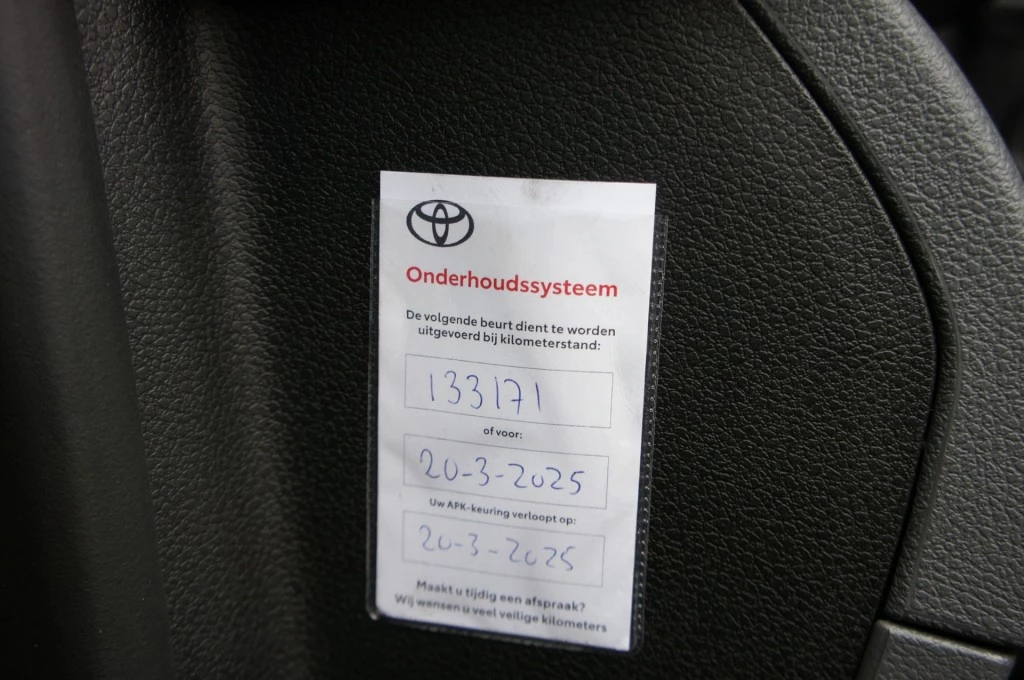 Onderhoudssysteem
De volgende beurt dient te worden
uitgevoerd bij kilometerstand:
133171
of voor:
20-3-2025
Uw APK-keuring verloopt op:
20-3-2025
Maakt u tijdig een afspraak?
Wij wensen u veel veilige kilometers